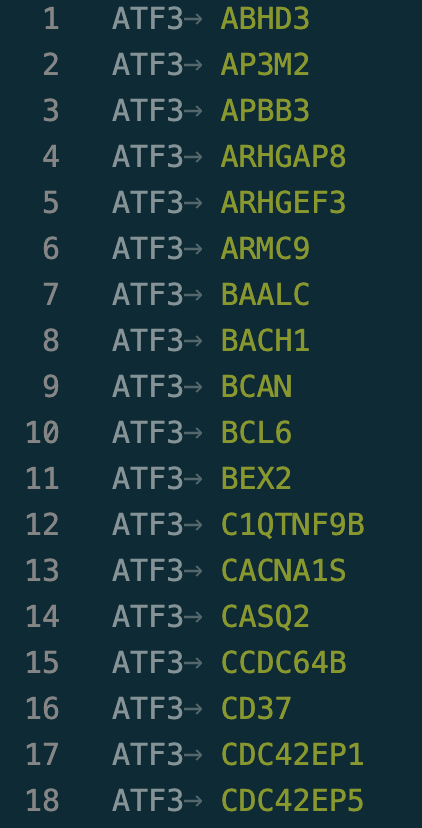 1 ATF3→ ABHD3
2 ATF3→ AP3M2
3 ATF3→ APBB3
4 ATF3→ ARHGAP8
5 ATF3→ ARHGEF3
6 ATF3→ ARMC9
7 ATF3→ BAALC
8 ATF3→ BACH1
9 ATF3→ BCAN
10 ATF3→ BCL6
11 ATF3→ BEX2
12 ATF3→ C1QTNF9B
13 ATF3→ CACNA1S
14 ATF3→ CASQ2
15 ATF3→ CCDC64B
16 ATF3→ CD37
17 ATF3→ CDC42EP1
18 ATF3→ CDC42EP5